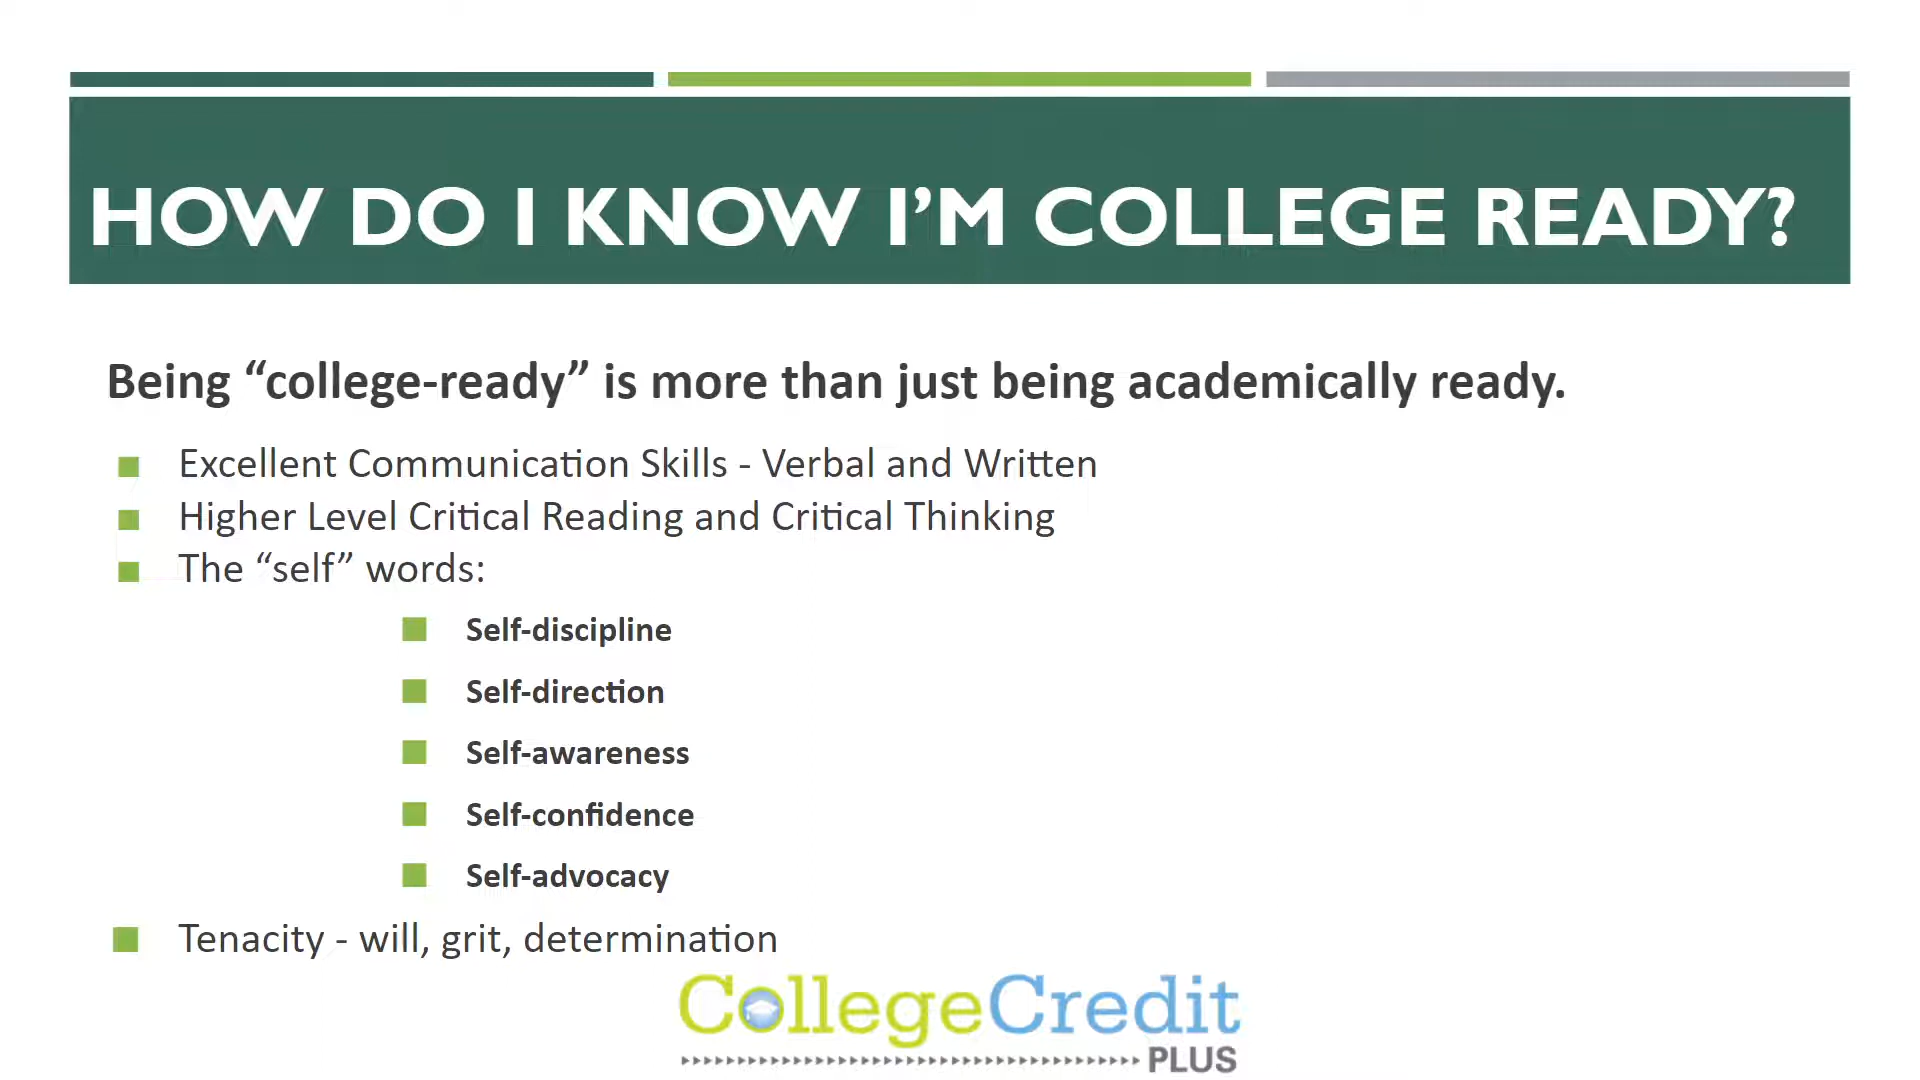 HOW DO I KNOW I’M COLLEGE READY?
Being “college-ready” is more than just being academically ready.
Excellent Communication Skills - Verbal and Written
Higher Level Critical Reading and Critical Thinking
The “self” words:
Self-discipline
Self-direction
Self-awareness
Self-confidence
Self-advocacy
Tenacity - will, grit, determination
CollegeCredit
PLUS